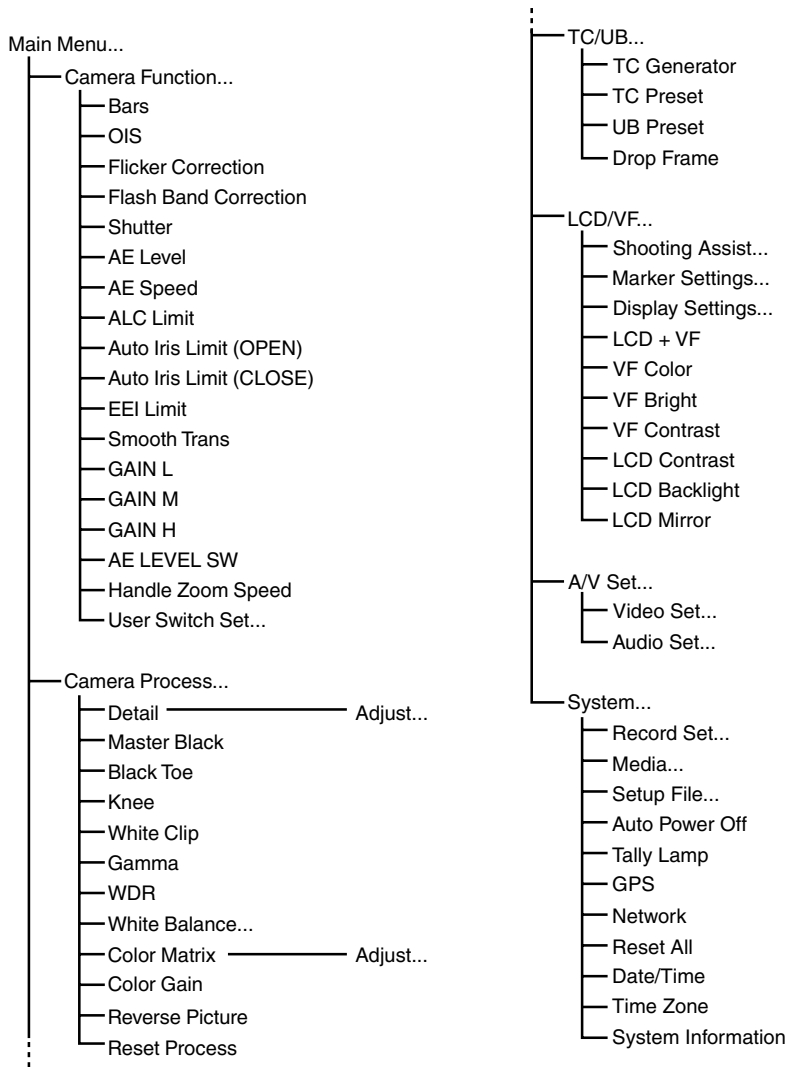 Main Menu...
Camera Function...
Bars
OIS
Flicker Correction
Flash Band Correction
Shutter
AE Level
AE Speed
ALC Limit
Auto Iris Limit (OPEN)
Auto Iris Limit (CLOSE)
EEI Limit
Smooth Trans
GAIN L
GAIN M
GAIN H
AE LEVEL SW
Handle Zoom Speed
User Switch Set...
Camera Process...
Detail Adjust...
Master Black
Black Toe
Knee
White Clip
Gamma
WDR
White Balance...
Color Matrix Adjust...
Color Gain
Reverse Picture
Reset Process
TC/UB...
TC Generator
TC Preset
UB Preset
Drop Frame
LCD/VF...
Shooting Assist...
Marker Settings...
Display Settings...
LCD + VF
VF Color
VF Bright
VF Contrast
LCD Contrast
LCD Backlight
LCD Mirror
A/V Set...
Video Set...
Audio Set...
System...
Record Set...
Media...
Setup File...
Auto Power Off
Tally Lamp
GPS
Network
Reset All
Date/Time
Time Zone
System Information